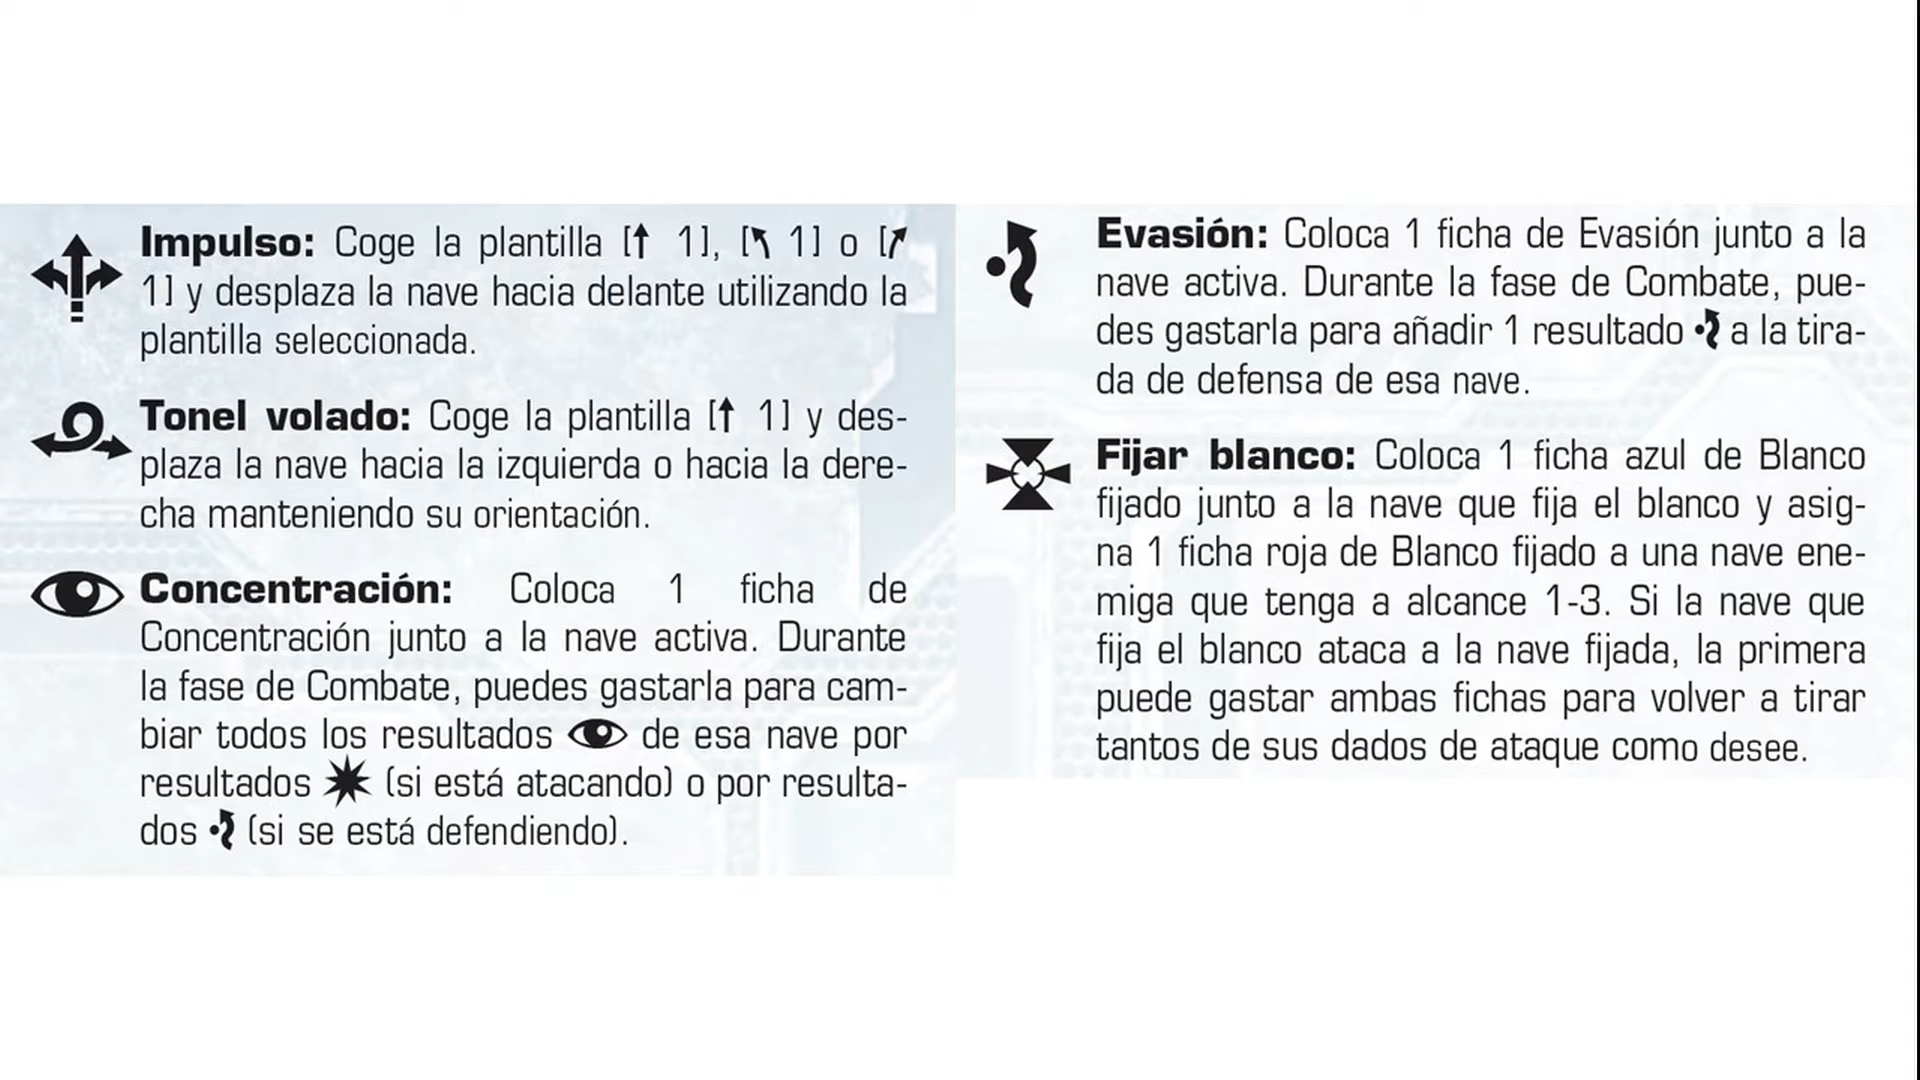 Impulso: Coge la plantilla [↑ 1], [↖ 1] o [↗
1] y desplaza la nave hacia delante utilizando la
plantilla seleccionada.
Tonel volado: Coge la plantilla [↑ 1] y des-
plaza la nave hacia la izquierda o hacia la dere-
cha manteniendo su orientación.
Concentración: Coloca 1 ficha de
Concentración junto a la nave activa. Durante
la fase de Combate, puedes gastarla para cam-
biar todos los resultados de esa nave por
resultados (si está atacando) o por resulta-
dos (si se está defendiendo).
Evasión: Coloca 1 ficha de Evasión junto a la
nave activa. Durante la fase de Combate, pue-
des gastarla para añadir 1 resultado a la tira-
da de defensa de esa nave.
Fijar blanco: Coloca 1 ficha azul de Blanco
fijado junto a la nave que fija el blanco y asig-
na 1 ficha roja de Blanco fijado a una nave ene-
miga que tenga a alcance 1-3. Si la nave que
fija el blanco ataca a la nave fijada, la primera
puede gastar ambas fichas para volver a tirar
tantos de sus dados de ataque como desee.